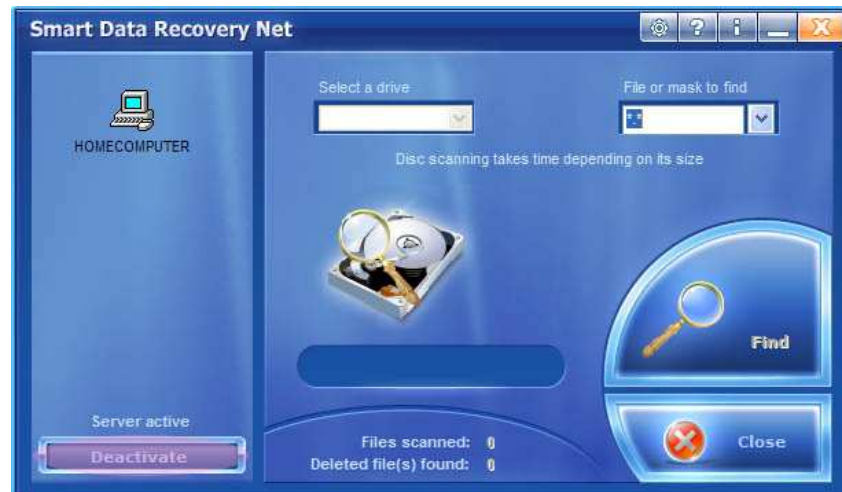 Smart Data Recovery Net
HOMECOMPUTER
Server active
Deactivate
Select a drive
File or mask to find
*.*
Disc scanning takes time depending on its size
Find
Files scanned: 0
Deleted file(s) found: 0
Close